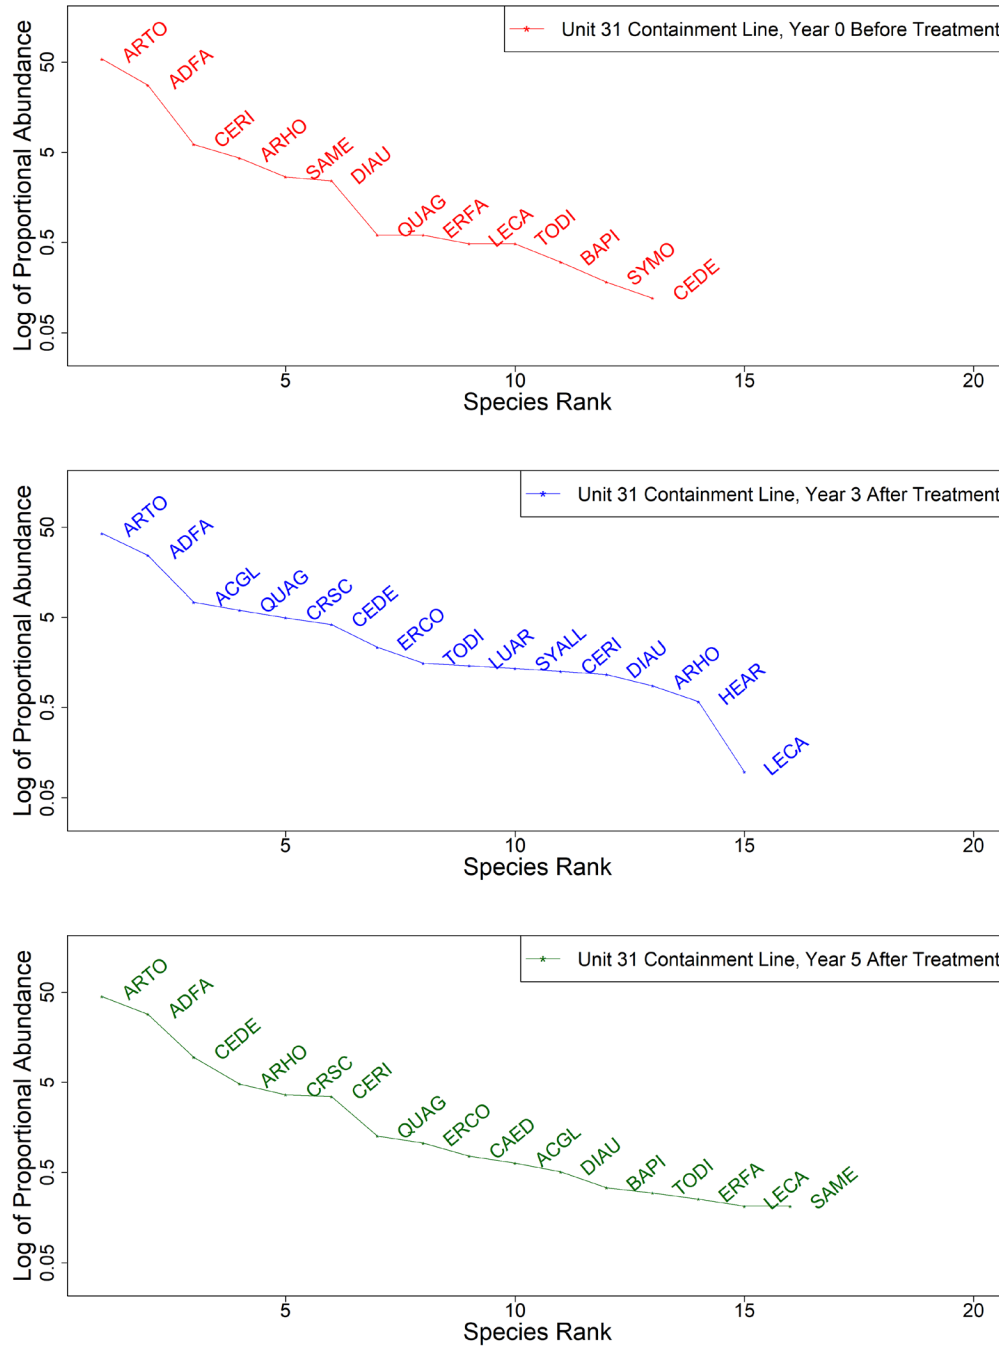 Unit 31 Containment Line, Year 0 Before Treatment
Log of Proportional Abundance
50
5
0.5
0.05
ARTO
ADFA
CERI
ARHO
SAME
DIAU
QUAG
ERFA
LECA
TODI
BAPI
SYMO
CEDE
5
10
15
20
Species Rank
Unit 31 Containment Line, Year 3 After Treatment
Log of Proportional Abundance
50
5
0.5
0.05
ARTO
ADFA
ACGL
QUAG
CRSC
CEDE
ERCO
TODI
LUAR
SYALL
CERI
DIAU
ARHO
HEAR
LECA
5
10
15
20
Species Rank
Unit 31 Containment Line, Year 5 After Treatment
Log of Proportional Abundance
50
5
0.5
0.05
ARTO
ADFA
CEDE
ARHO
CRSC
CERI
QUAG
ERCO
CAED
ACGL
DIAU
BAPI
TODI
ERFA
LECA
SAME
5
10
15
20
Species Rank